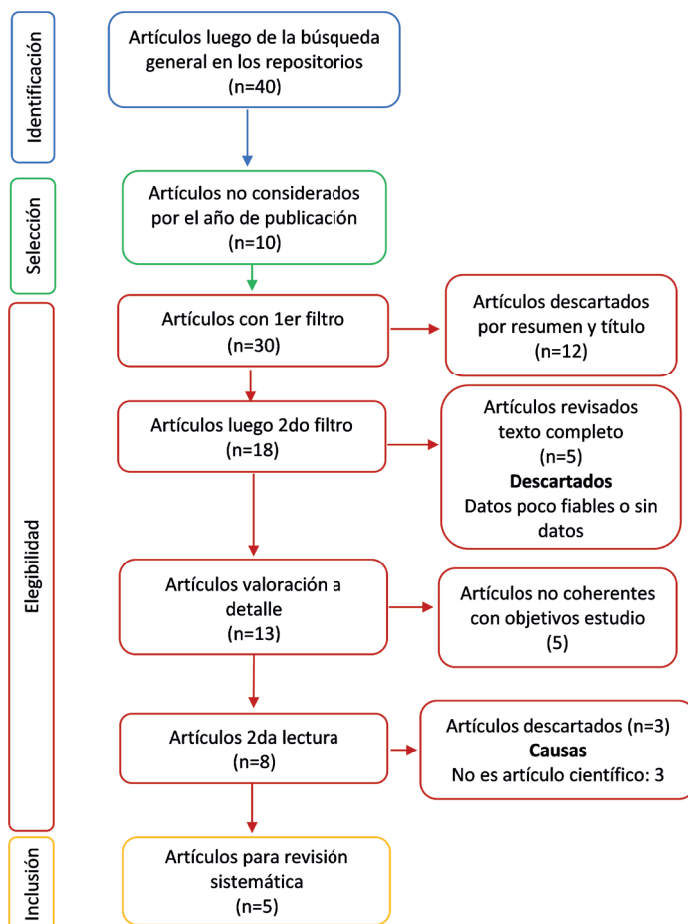 Identificación
Artículos luego de la búsqueda
general en los repositorios
(n=40)
Selección
Artículos no considerados
por el año de publicación
(n=10)
Elegibilidad
Artículos con 1er filtro
(n=30)
Artículos descartados
por resumen y título
(n=12)
Artículos luego 2do filtro
(n=18)
Artículos revisados
texto completo
(n=5)
Descartados
Datos poco fiables o sin
datos
Artículos valoración a
detalle
(n=13)
Artículos no coherentes
con objetivos estudio
(5)
Artículos 2da lectura
(n=8)
Artículos descartados (n=3)
Causas
No es artículo científico: 3
Inclusión
Artículos para revisión
sistemática
(n=5)